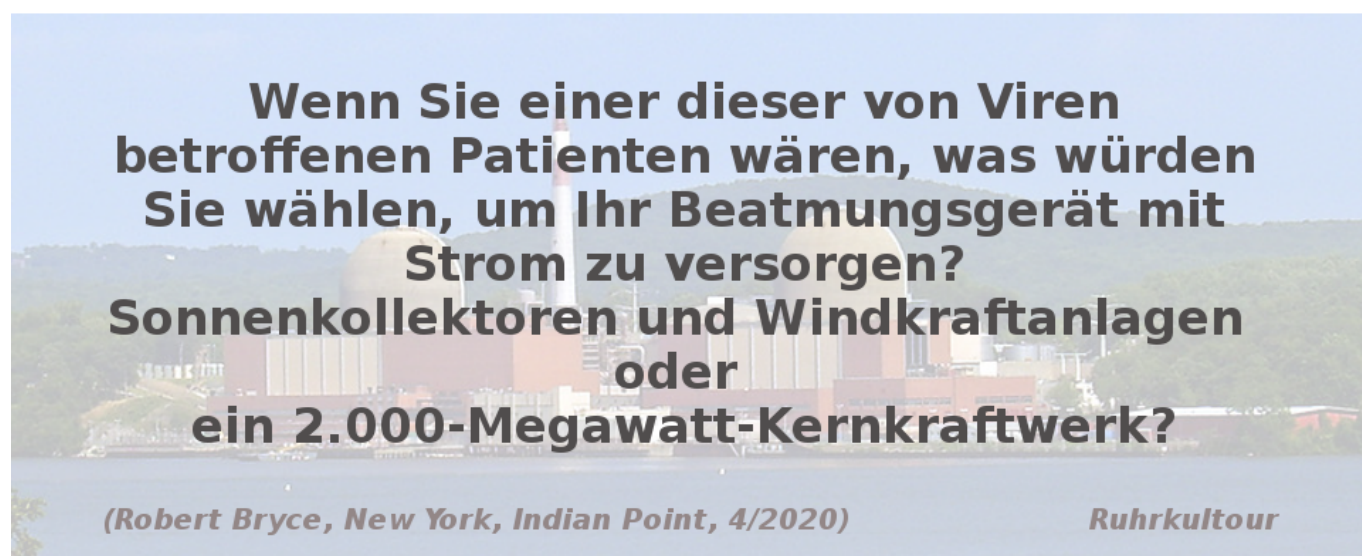 Wenn Sie einer dieser von Viren
betroffenen Patienten wären, was würden
Sie wählen, um Ihr Beatmungsgerät mit
Strom zu versorgen?
Sonnenkollektoren und Windkraftanlagen
oder
ein 2.000-Megawatt-Kernkraftwerk?
(Robert Bryce, New York, Indian Point, 4/2020) Ruhrkultour